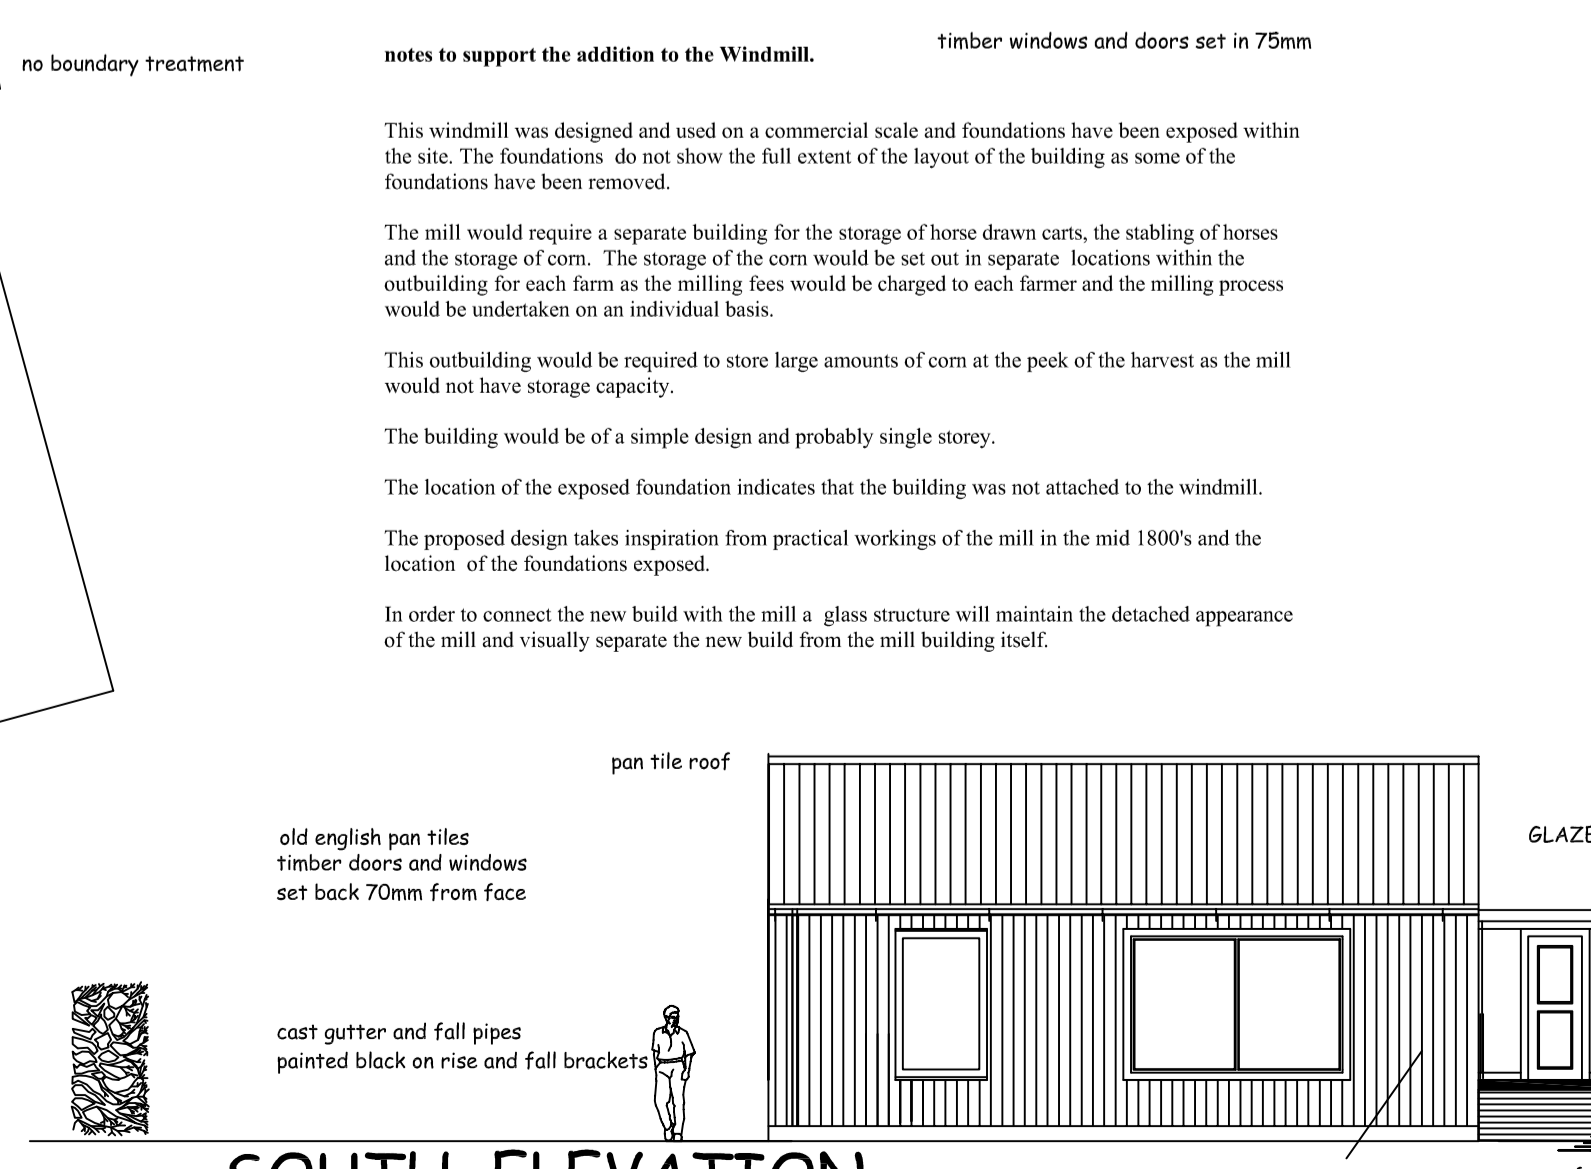 no boundary treatment
notes to support the addition to the Windmill.
timber windows and doors set in 75mm
This windmill was designed and used on a commercial scale and foundations have been exposed within
the site. The foundations  do not show the full extent of the layout of the building as some of the
foundations have been removed.
The mill would require a separate building for the storage of horse drawn carts, the stabling of horses
and the storage of corn.  The storage of the corn would be set out in separate  locations within the
outbuilding for each farm as the milling fees would be charged to each farmer and the milling process
would be undertaken on an individual basis.
This outbuilding would be required to store large amounts of corn at the peek of the harvest as the mill
would not have storage capacity.
The building would be of a simple design and probably single storey.
The location of the exposed foundation indicates that the building was not attached to the windmill.
The proposed design takes inspiration from practical workings of the mill in the mid 1800's and the
location  of the foundations exposed.
In order to connect the new build with the mill a  glass structure will maintain the detached appearance
of the mill and visually separate the new build from the mill building itself.
pan tile roof
old english pan tiles
timber doors and windows
set back 70mm from face
GLAZE
cast gutter and fall pipes
painted black on rise and fall brackets
SOUTH ELEVATION